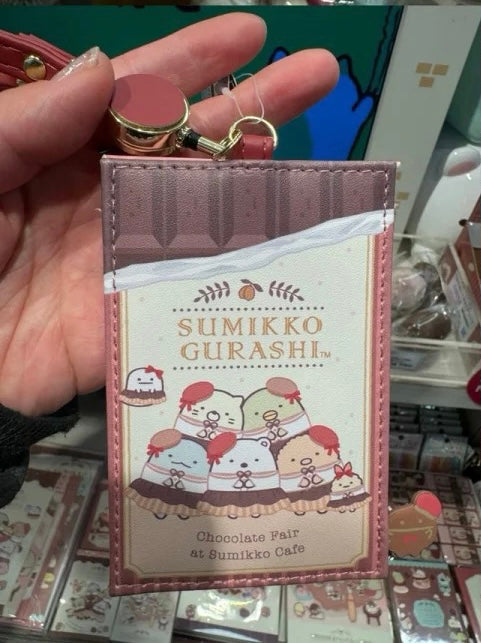 SUMIKKO
GURASHI™
Chocolate Fair
at Sumikko Cafe